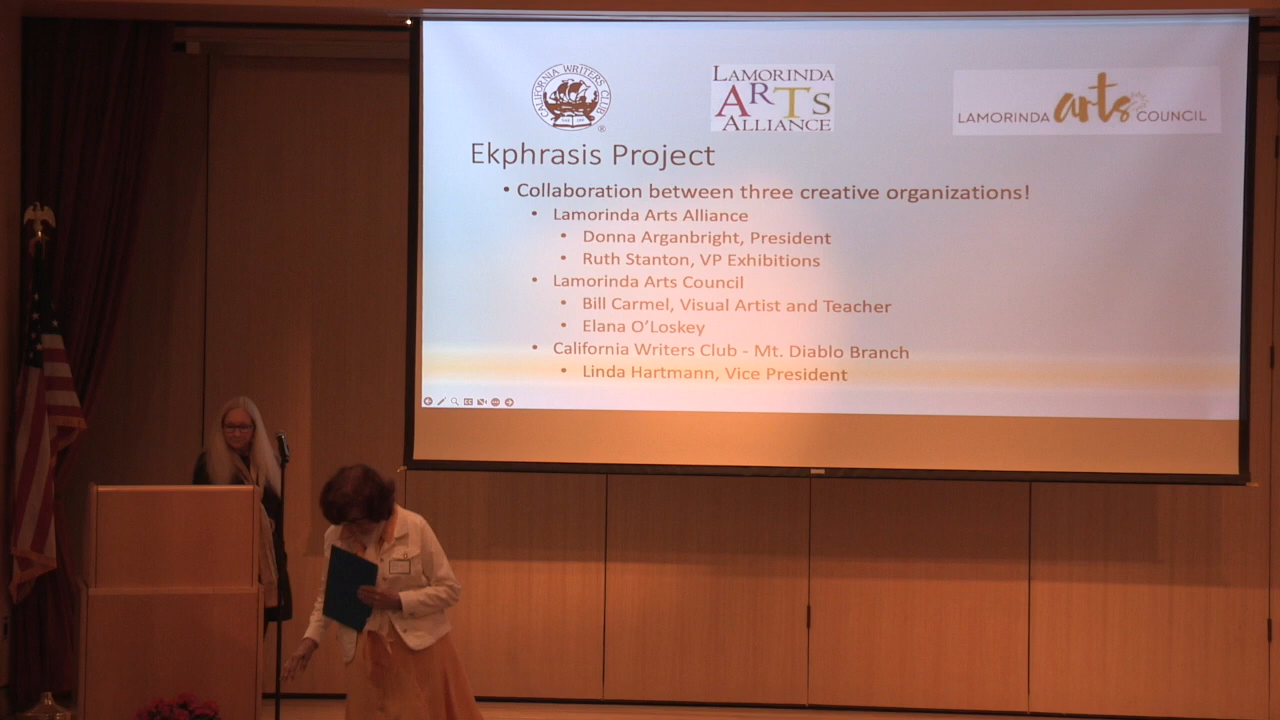 CALIFORNIA WRITERS CLUB
®
LAMORINDA
ARTS
ALLIANCE
LAMORINDA arts COUNCIL
Ekphrasis Project
• Collaboration between three creative organizations!
• Lamorinda Arts Alliance
• Donna Arganbright, President
• Ruth Stanton, VP Exhibitions
• Lamorinda Arts Council
• Bill Carmel, Visual Artist and Teacher
• Elana O'Loskey
• California Writers Club - Mt. Diablo Branch
• Linda Hartmann, Vice President